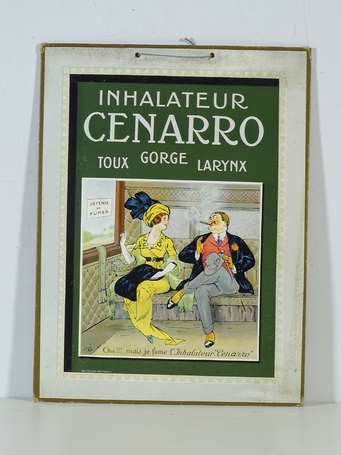 INHALATEUR
CENARRO
TOUX GORGE LARYNX
DÉFENSE
DE
FUMER
Oui !!! mais je fume l'Inhalateur "Cenarro"